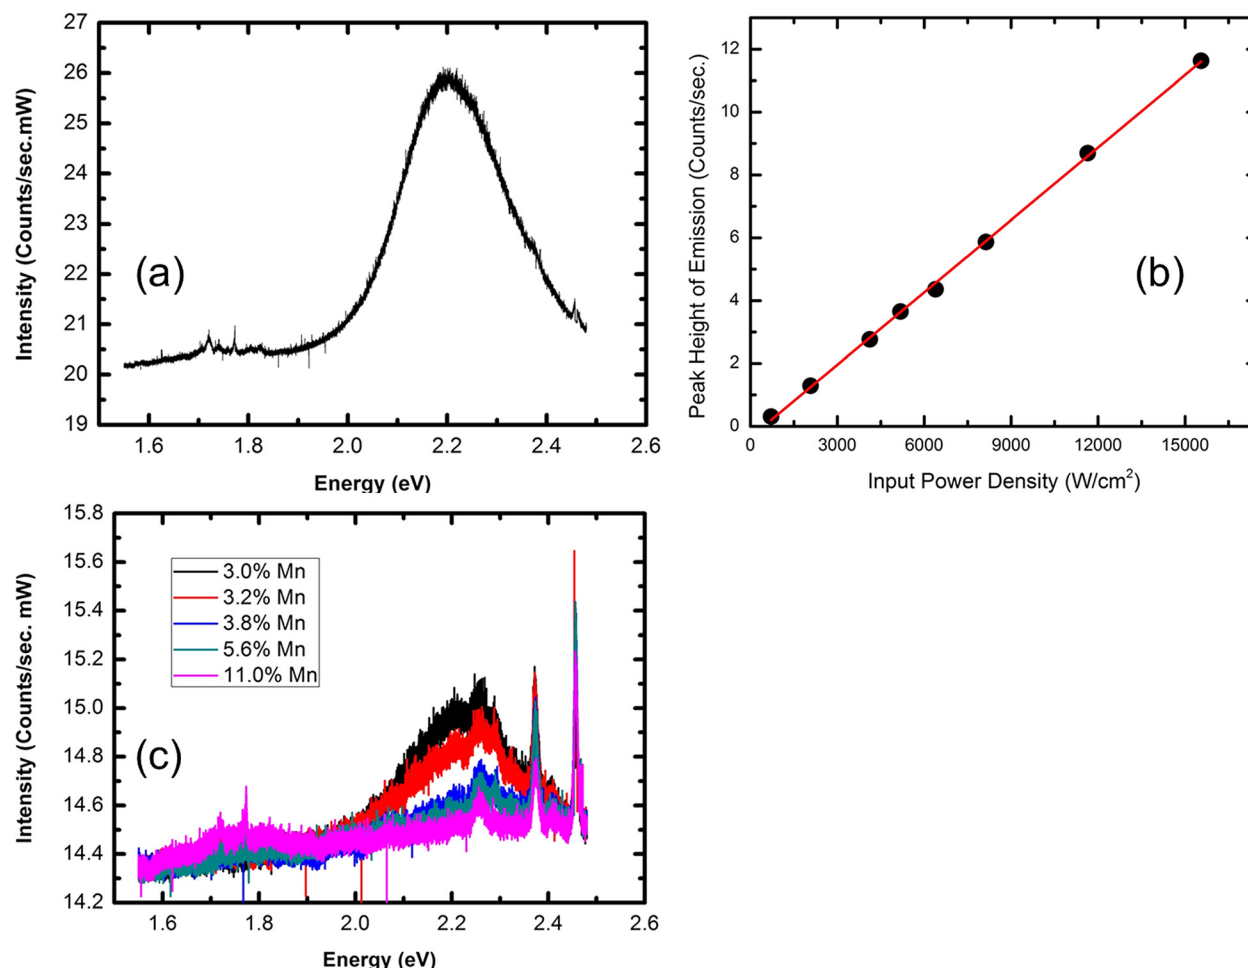 27
26
25
24
23
22
21
20
19
Intensity (Counts/sec.mW)
(a)
1.6 1.8 2.0 2.2 2.4 2.6
Energy (eV)
12
10
8
6
4
2
0
Peak Height of Emission (Counts/sec.)
(b)
3000 6000 9000 12000 15000
Input Power Density (W/cm²)
15.8
15.6
15.4
15.2
15.0
14.8
14.6
14.4
14.2
Intensity (Counts/sec. mW)
3.0% Mn
3.2% Mn
3.8% Mn
5.6% Mn
11.0% Mn
(c)
1.6 1.8 2.0 2.2 2.4 2.6
Energy (eV)